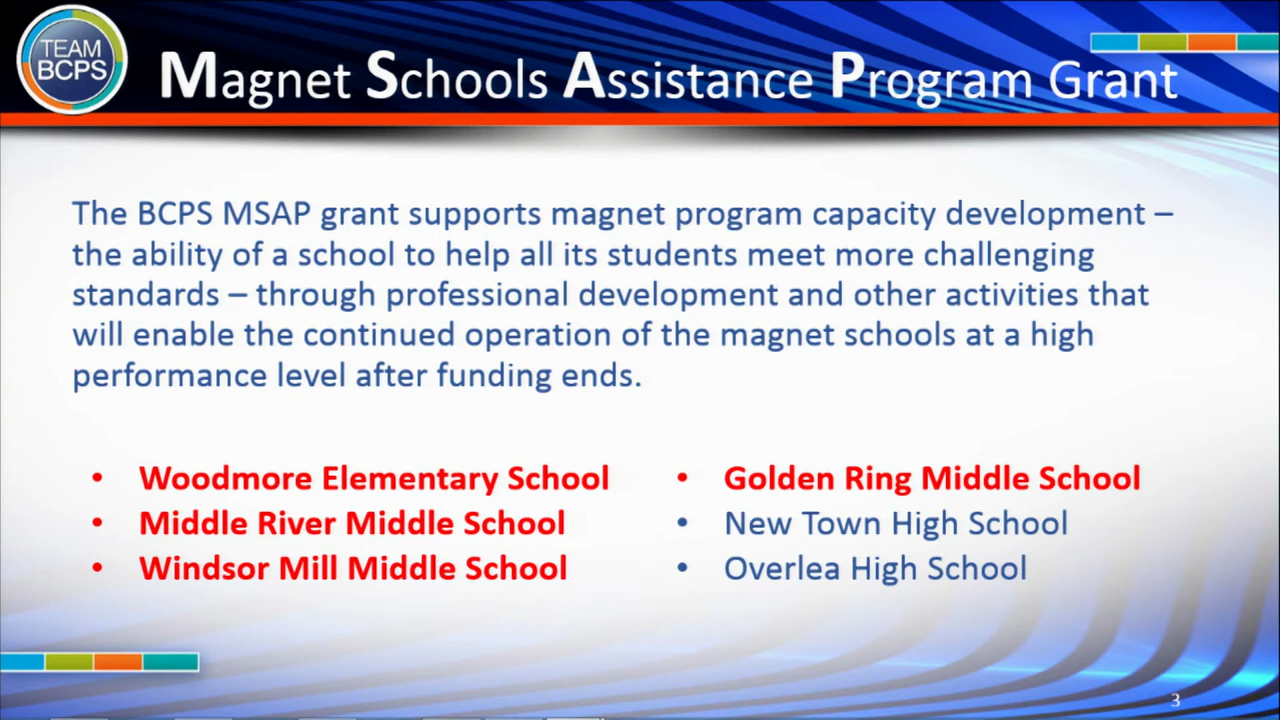 TEAM
BCPS
Magnet Schools Assistance Program Grant
The BCPS MSAP grant supports magnet program capacity development –
the ability of a school to help all its students meet more challenging
standards – through professional development and other activities that
will enable the continued operation of the magnet schools at a high
performance level after funding ends.
• Woodmore Elementary School
• Middle River Middle School
• Windsor Mill Middle School
• Golden Ring Middle School
• New Town High School
• Overlea High School
3